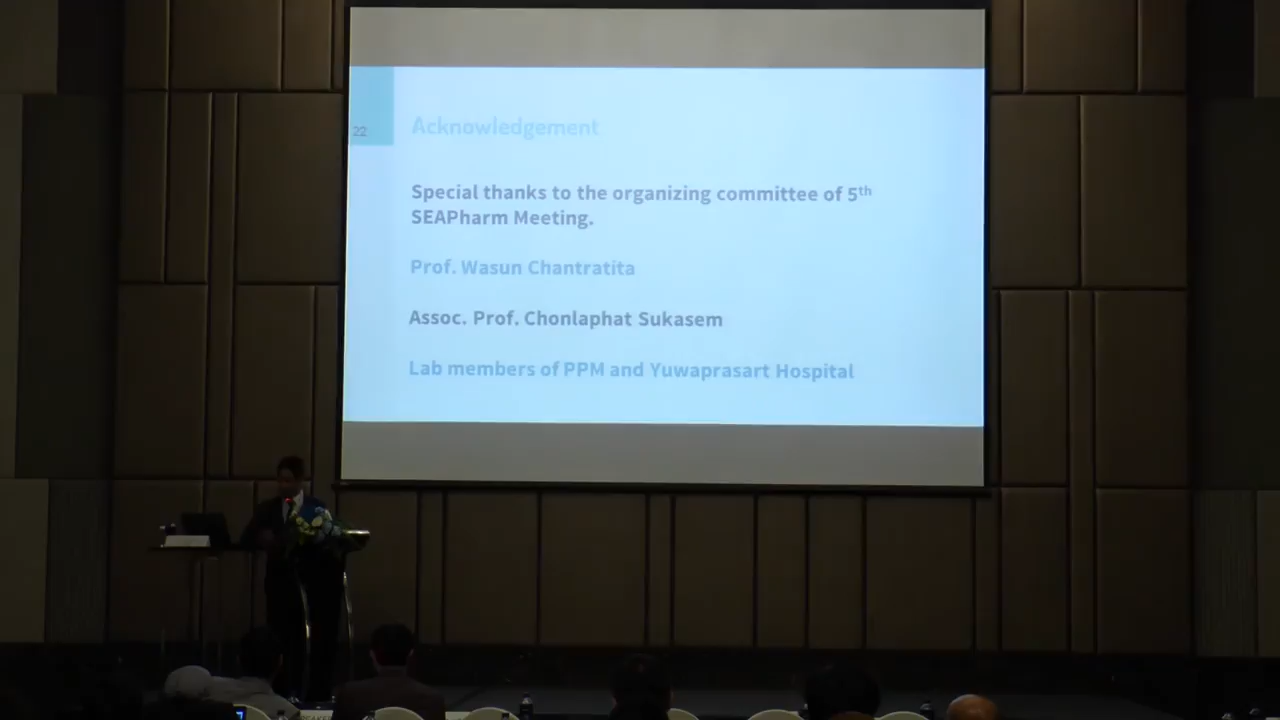 22
Acknowledgement
Special thanks to the organizing committee of 5th
SEAPharm Meeting.
Prof. Wasun Chantratita
Assoc. Prof. Chonlaphat Sukasem
Lab members of PPM and Yuwaprasart Hospital